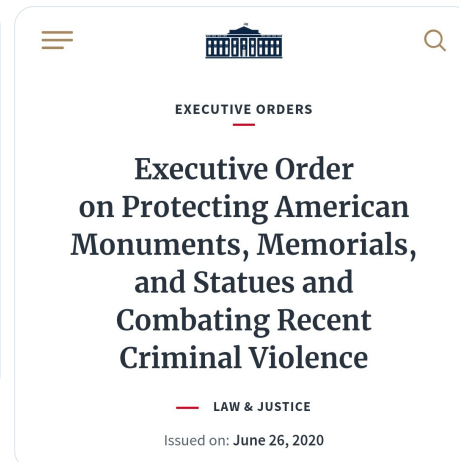 EXECUTIVE ORDERS
Executive Order
on Protecting American
Monuments, Memorials,
and Statues and
Combating Recent
Criminal Violence
LAW & JUSTICE
Issued on: June 26, 2020